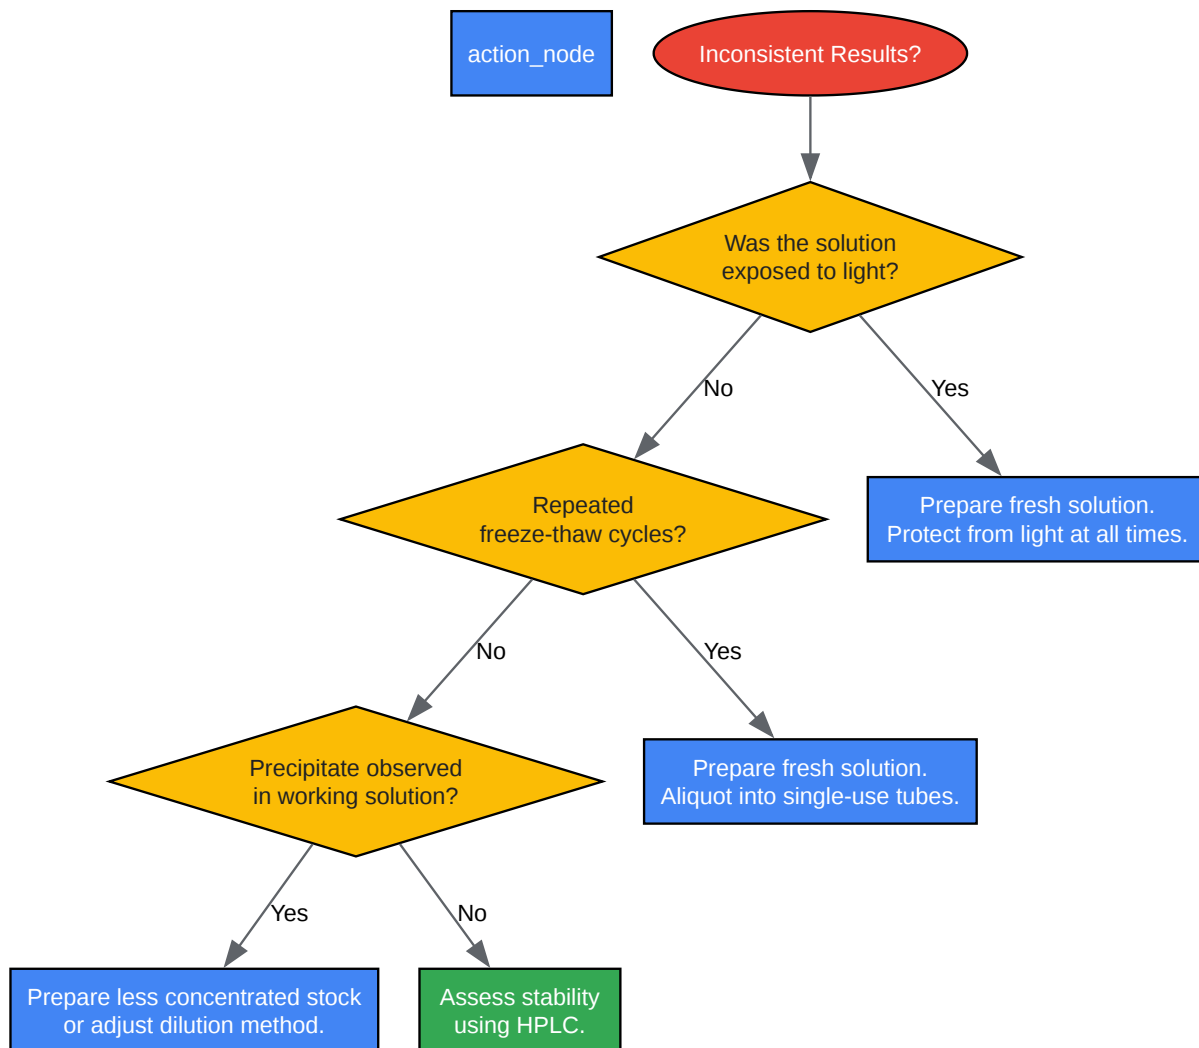 action_node
Inconsistent Results?
Was the solution
exposed to light?
No
Yes
Repeated
freeze-thaw cycles?
Prepare fresh solution.
Protect from light at all times.
No
Yes
Precipitate observed
in working solution?
Prepare fresh solution.
Aliquot into single-use tubes.
Yes
No
Prepare less concentrated stock
or adjust dilution method.
Assess stability
using HPLC.